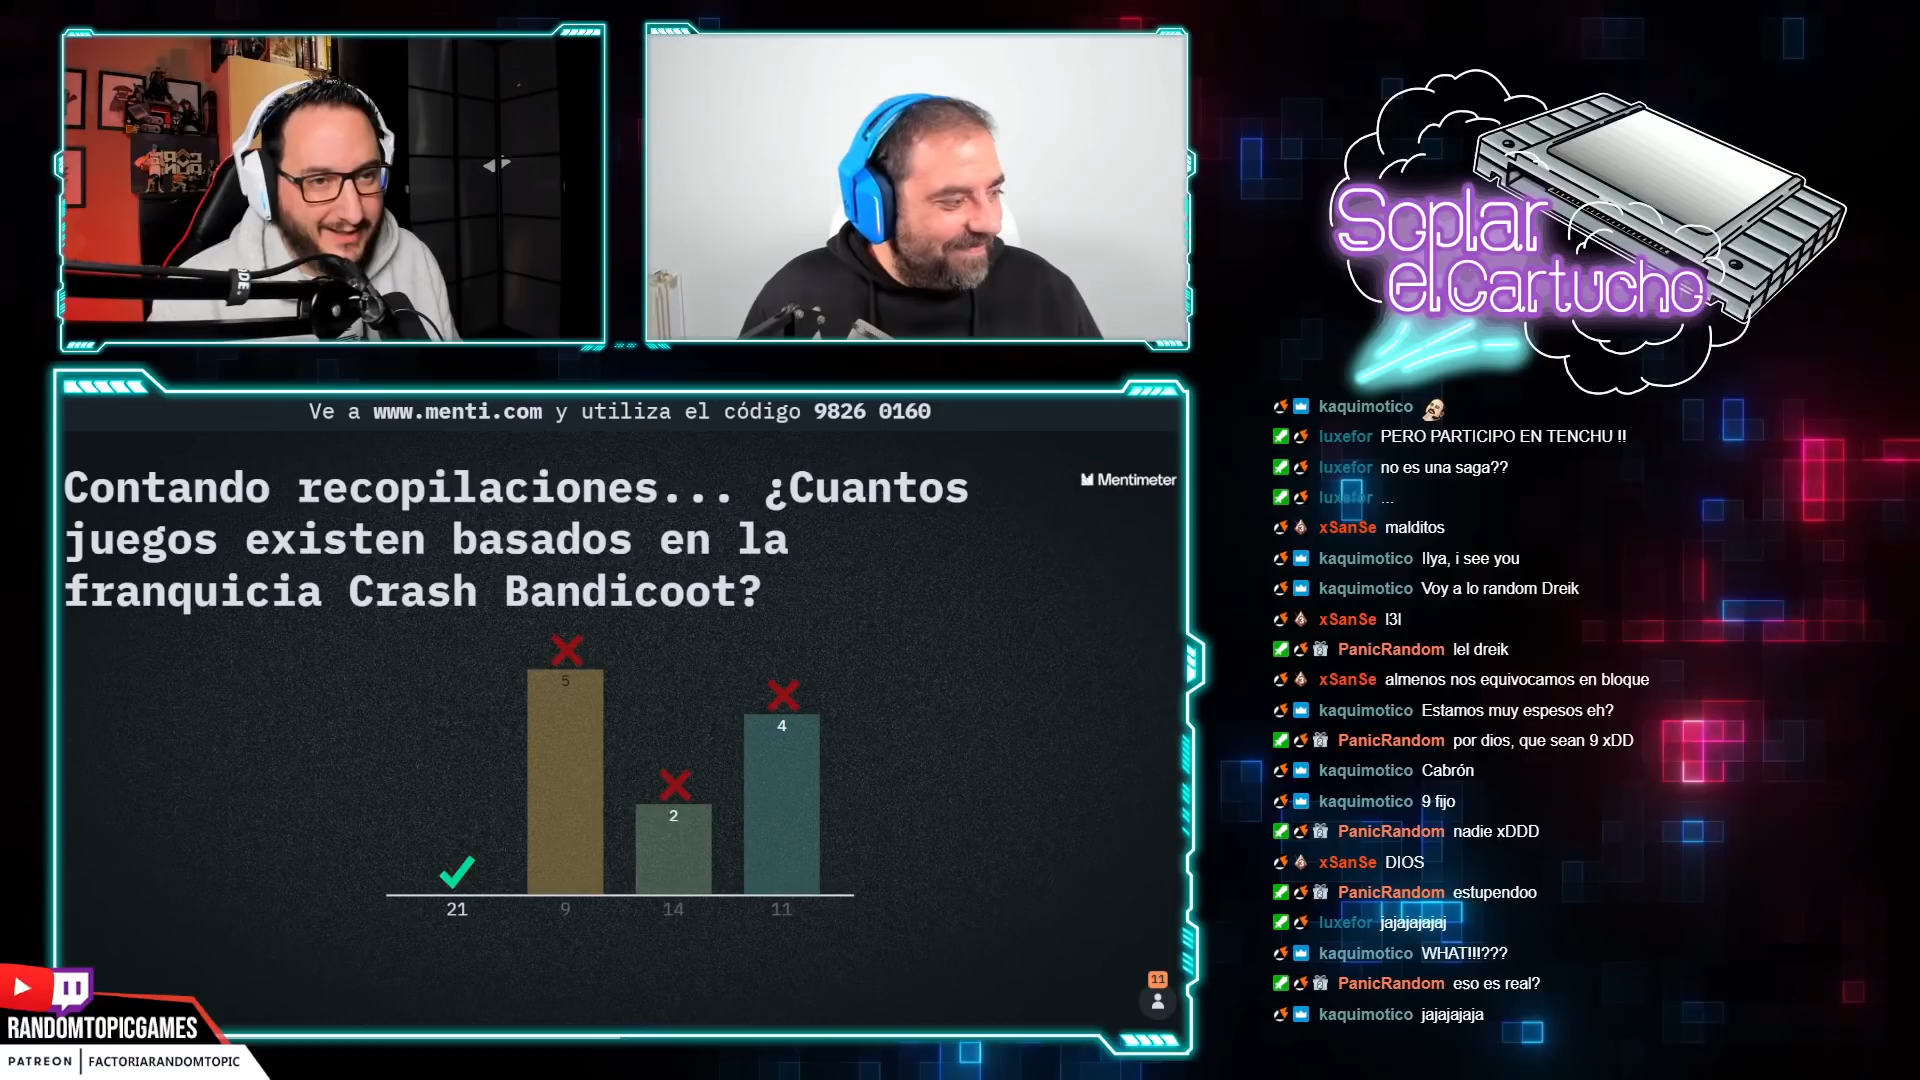 Soplar
el Cartucho
Ve a www.menti.com y utiliza el código 9826 0160
Contando recopilaciones... ¿Cuantos
juegos existen basados en la
franquicia Crash Bandicoot?
Mentimeter
5
4
2
21
9
14
11
11
RANDOMTOPICGAMES
PATREON | FACTORIARANDOMTOPIC
kaquimotico
luxefor PERO PARTICIPO EN TENCHU !!
luxefor no es una saga??
luxefor ...
xSanSe malditos
kaquimotico Ilya, i see you
kaquimotico Voy a lo random Dreik
xSanSe l3l
PanicRandom lel dreik
xSanSe almenos nos equivocamos en bloque
kaquimotico Estamos muy espesos eh?
PanicRandom por dios, que sean 9 xDD
kaquimotico Cabrón
kaquimotico 9 fijo
PanicRandom nadie xDDD
xSanSe DIOS
PanicRandom estupendoo
luxefor jajajajajaj
kaquimotico WHAT!!!???
PanicRandom eso es real?
kaquimotico jajajajaja